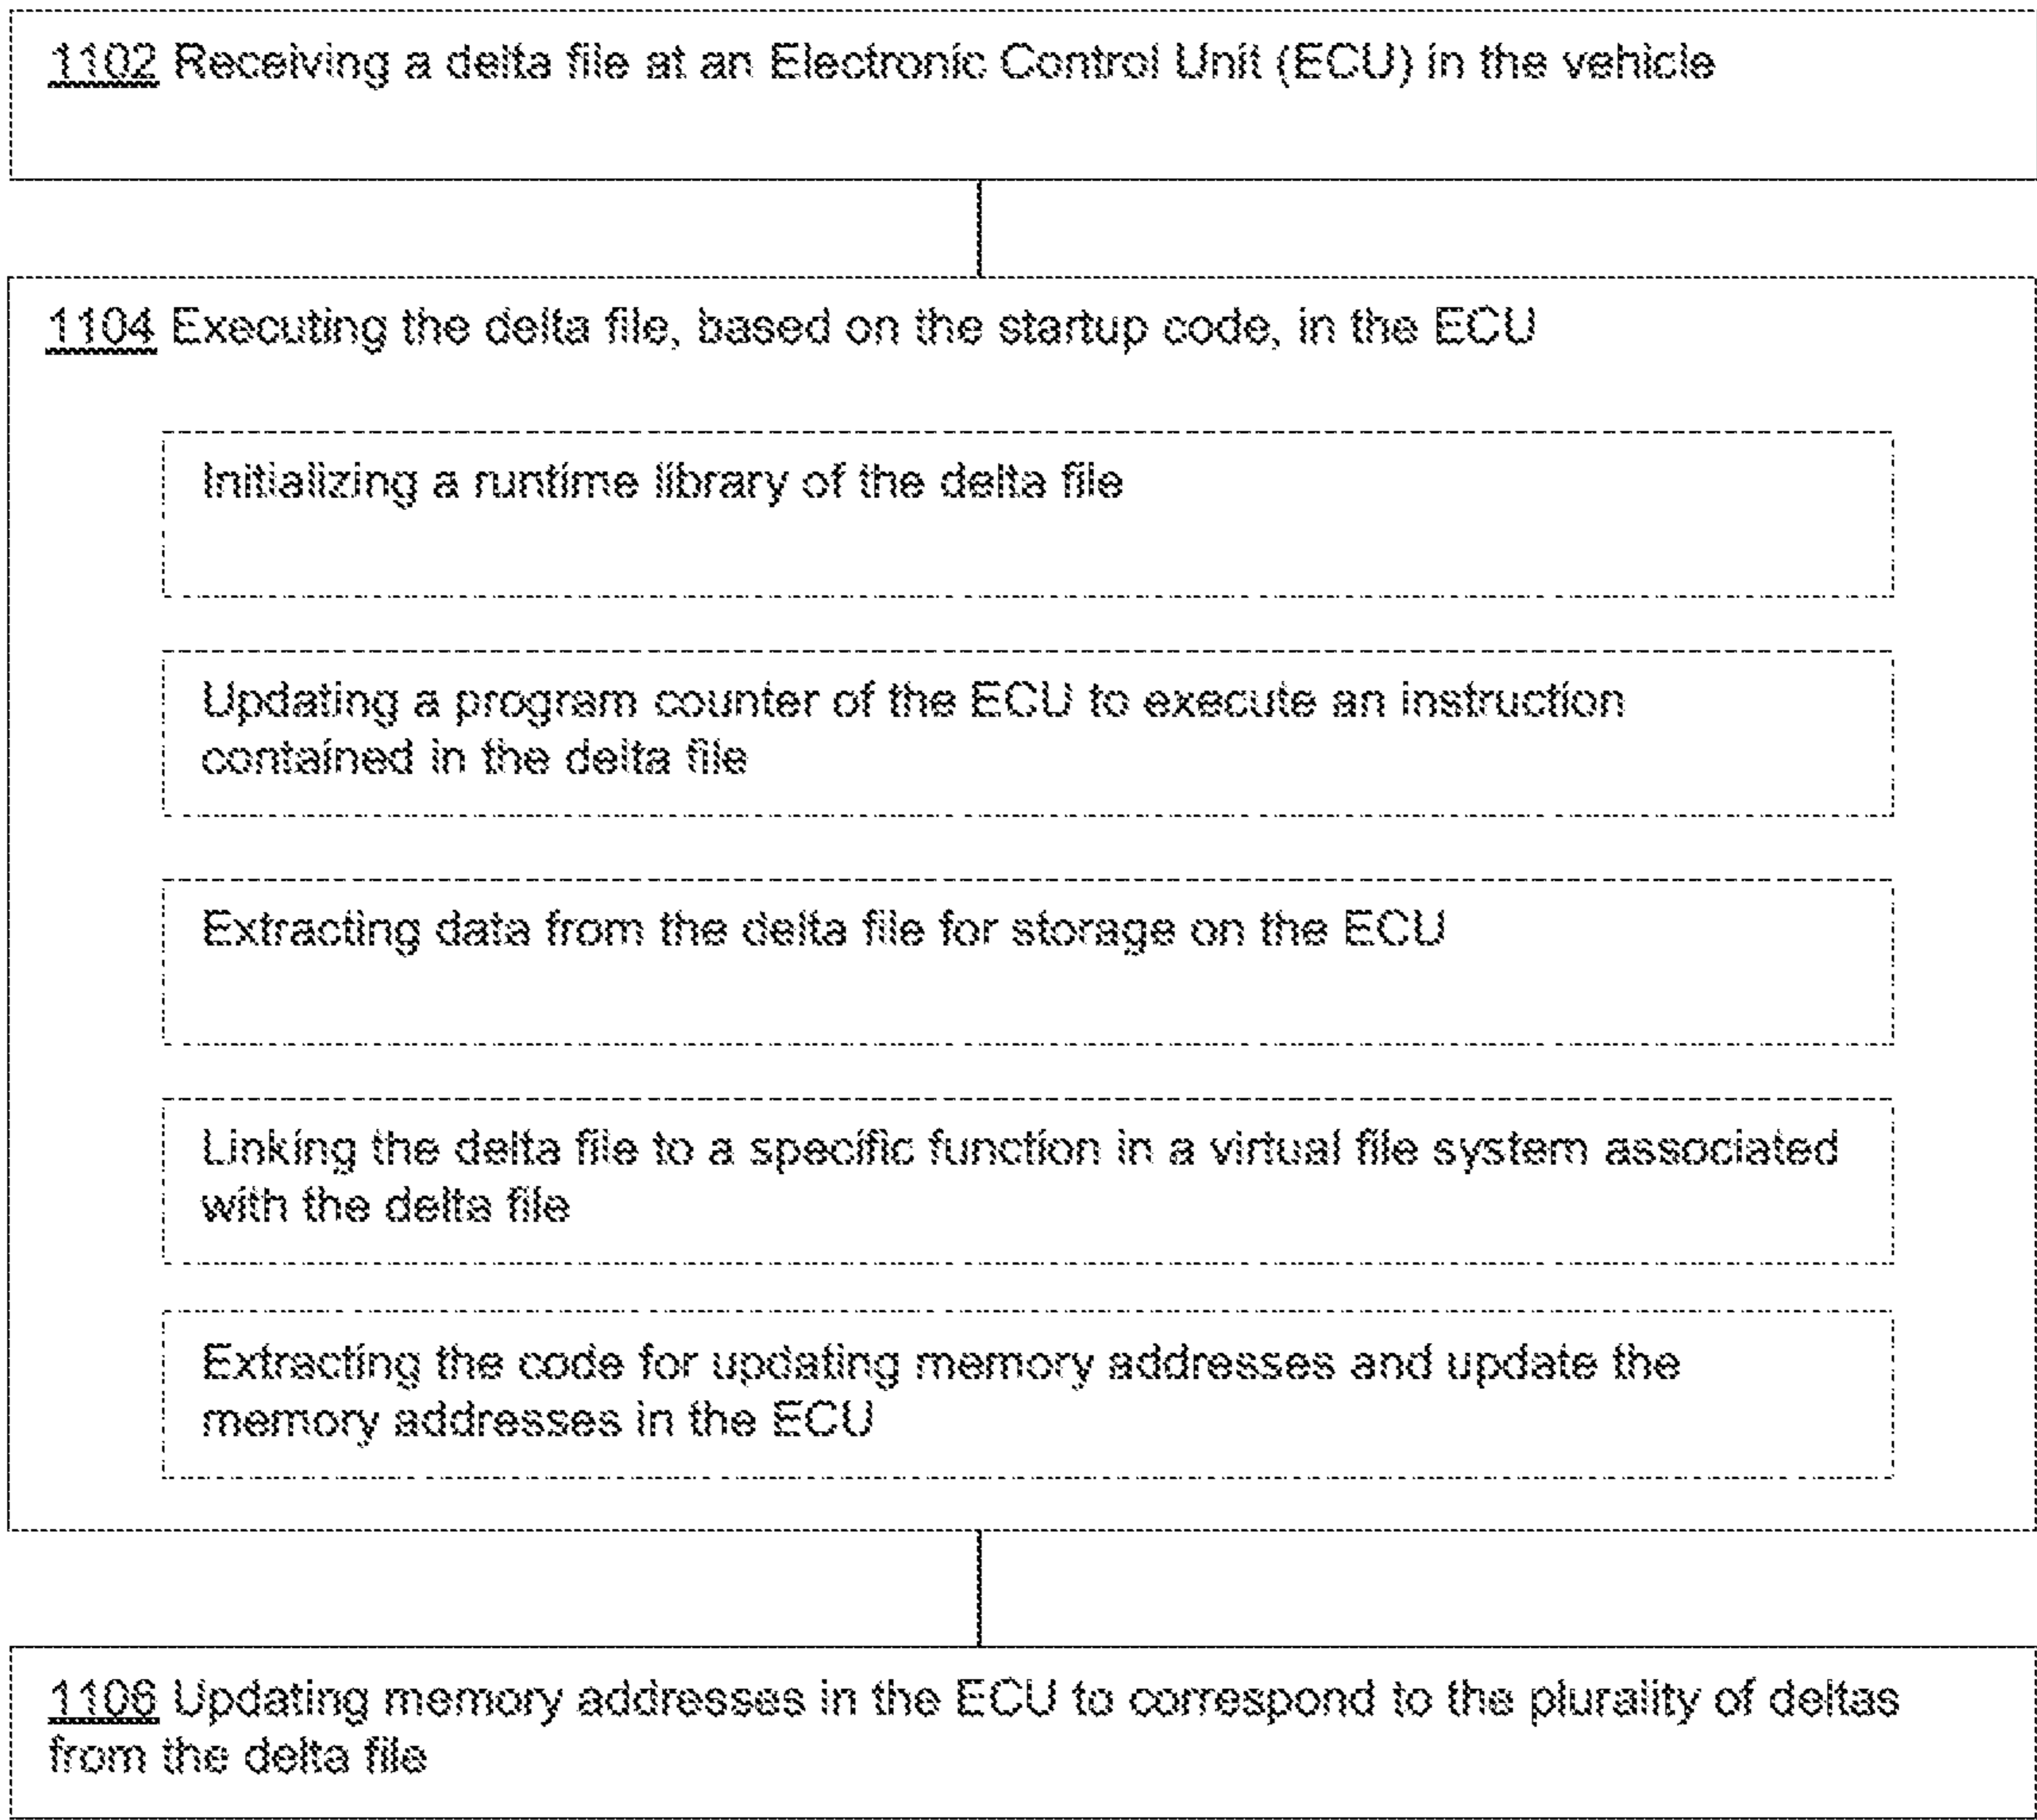 1102 Receiving a delta file at an Electronic Control Unit (ECU) in the vehicle
1104 Executing the delta file, based on the startup code, in the ECU
Initializing a runtime library of the delta file
Updating a program counter of the ECU to execute an instruction
contained in the delta file
Extracting data from the delta file for storage on the ECU
Linking the delta file to a specific function in a virtual file system associated
with the delta file
Extracting the code for updating memory addresses and update the
memory addresses in the ECU
1106 Updating memory addresses in the ECU to correspond to the plurality of deltas
from the delta file